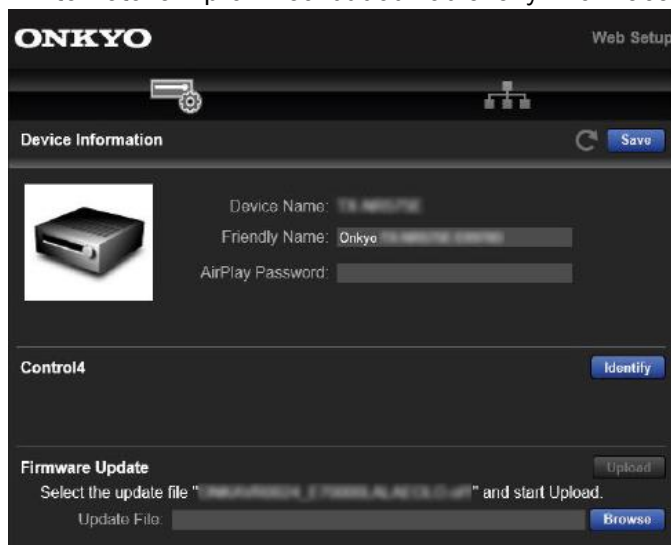 ONKYO
Web Setup
Device Information
Save
Device Name:
Friendly Name: Onkyo
AirPlay Password:
Control4
Identify
Firmware Update
Upload
Select the update file " " and start Upload.
Update File:
Browse